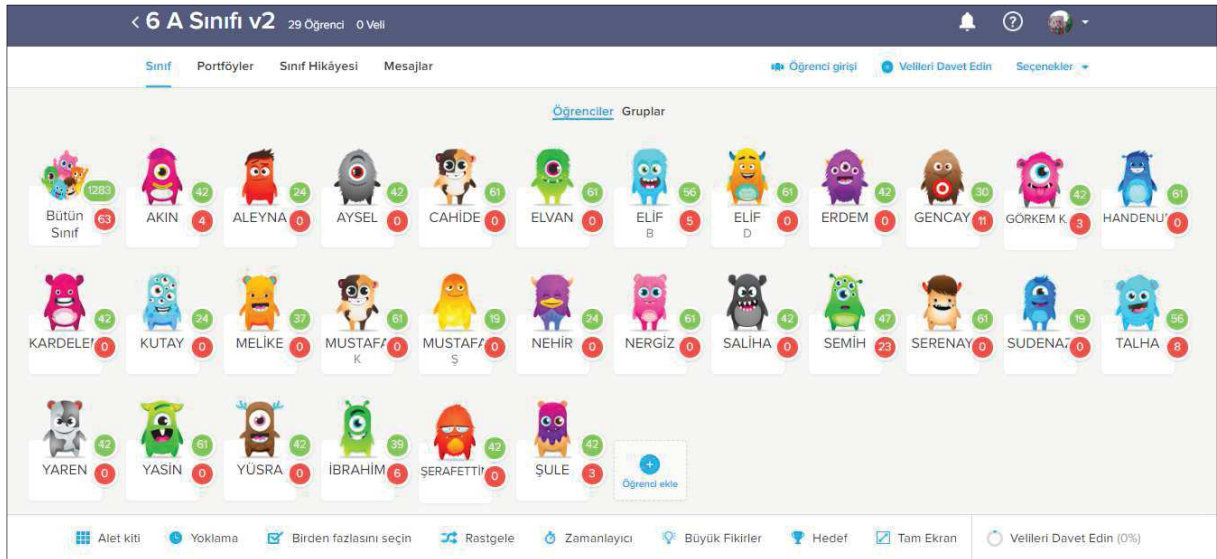 < 6 A Sınıfı v2 29 Öğrenci 0 Veli
Sınıf Portföyler Sınıf Hikâyesi Mesajlar Öğrenci girişi Velileri Davet Edin Seçenekler
Öğrenciler Gruplar
1283 42 24 42 61 61 56 61 42 30 42 61
Bütün Sınıf 63 AKIN 4 ALEYNA 0 AYSEL 0 CAHİDE 0 ELVAN 0 ELİF B 5 ELİF D 0 ERDEM 0 GENCAY 11 GÖRKEM K. 3 HANDENU 0
42 24 37 61 19 24 61 42 47 61 19 56
KARDELE 0 KUTAY 0 MELİKE 0 MUSTAFA K 0 MUSTAFA Ş 0 NEHİR 0 NERGİZ 0 SALİHA 0 SEMİH 23 SERENAY 0 SUDENAZ 0 TALHA 8
42 61 42 39 42 42
YAREN 0 YASİN 0 YÜSRA 0 İBRAHİM 6 ŞERAFETTİN 0 ŞULE 3 Öğrenci ekle
Alet kiti Yoklama Birden fazlasını seçin Rastgele Zamanlayıcı Büyük Fikirler Hedef Tam Ekran Velileri Davet Edin (0%)